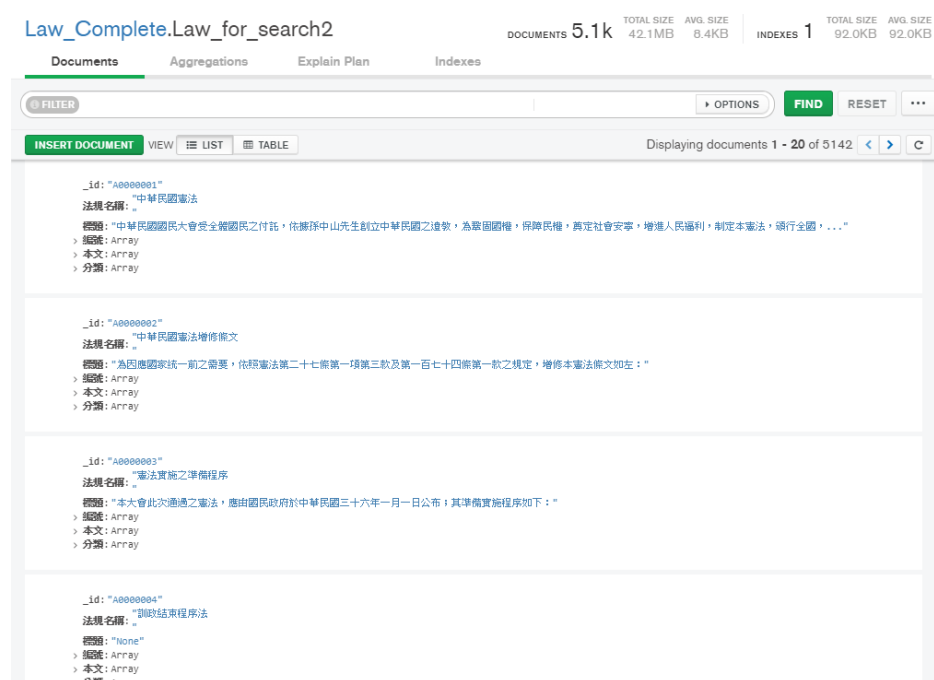 Law_Complete.Law_for_search2
DOCUMENTS 5.1k TOTAL SIZE 42.1MB AVG. SIZE 8.4KB INDEXES 1 TOTAL SIZE 92.0KB AVG. SIZE 92.0KB
Documents Aggregations Explain Plan Indexes
FILTER OPTIONS FIND RESET ...
INSERT DOCUMENT VIEW LIST TABLE Displaying documents 1 - 20 of 5142 < >
_id: "A0000001"
法規名稱: "中華民國憲法
"
標題: "中華民國國民大會受全體國民之付託，依據孫中山先生創立中華民國之遺教，為鞏固國權，保障民權，奠定社會安寧，增進人民福利，制定本憲法，頒行全國，..."
> 編號: Array
> 本文: Array
> 分類: Array
_id: "A0000002"
法規名稱: "中華民國憲法增修條文
"
標題: "為因應國家統一前之需要，依照憲法第二十七條第一項第三款及第一百七十四條第一款之規定，增修本憲法條文如左："
> 編號: Array
> 本文: Array
> 分類: Array
_id: "A0000003"
法規名稱: "憲法實施之準備程序
"
標題: "本大會此次通過之憲法，應由國民政府於中華民國三十六年一月一日公布；其準備實施程序如下："
> 編號: Array
> 本文: Array
> 分類: Array
_id: "A0000004"
法規名稱: "訓政結束程序法
"
標題: "None"
> 編號: Array
> 本文: Array